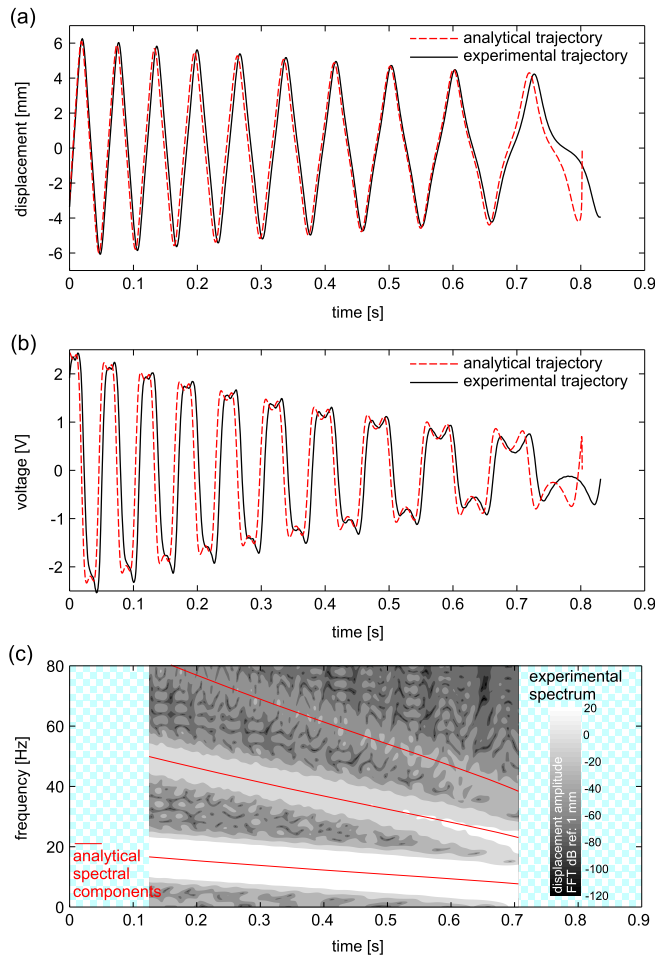 (a)
6
4
2
0
-2
-4
-6
displacement [mm]
analytical trajectory
experimental trajectory
0 0.1 0.2 0.3 0.4 0.5 0.6 0.7 0.8 0.9
time [s]
(b)
2
1
0
-1
-2
voltage [V]
analytical trajectory
experimental trajectory
0 0.1 0.2 0.3 0.4 0.5 0.6 0.7 0.8 0.9
time [s]
(c)
80
60
40
20
0
frequency [Hz]
analytical
spectral
components
experimental
spectrum
displacement amplitude
FFT dB ref: 1 mm
20
0
-20
-40
-60
-80
-100
-120
0 0.1 0.2 0.3 0.4 0.5 0.6 0.7 0.8 0.9
time [s]